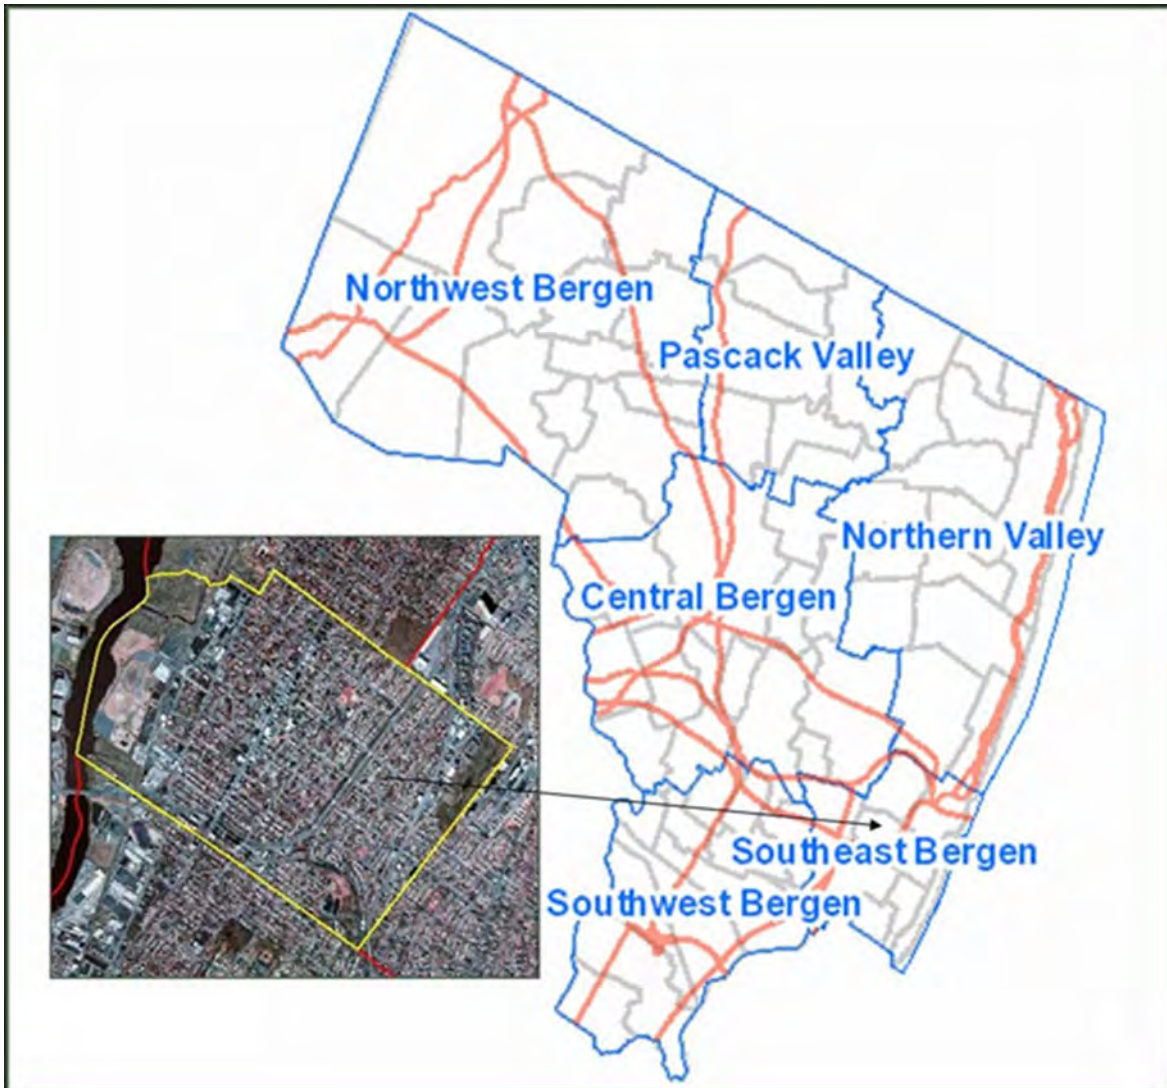 Northwest Bergen
Pascack Valley
Northern Valley
Central Bergen
Southeast Bergen
Southwest Bergen